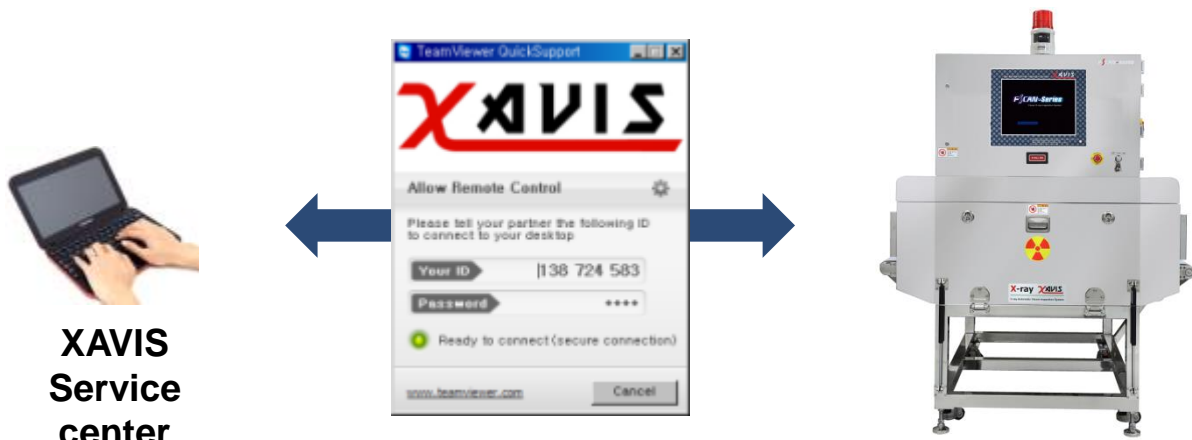 TeamViewer QuickSupport
XAVIS
Allow Remote Control
Please tell your partner the following ID
to connect to your desktop
Your ID
138 724 583
Password
****
Ready to connect (secure connection)
www.teamviewer.com
Cancel
XAVIS
Service
center
XAVIS
SCAN-Series
X-ray XAVIS